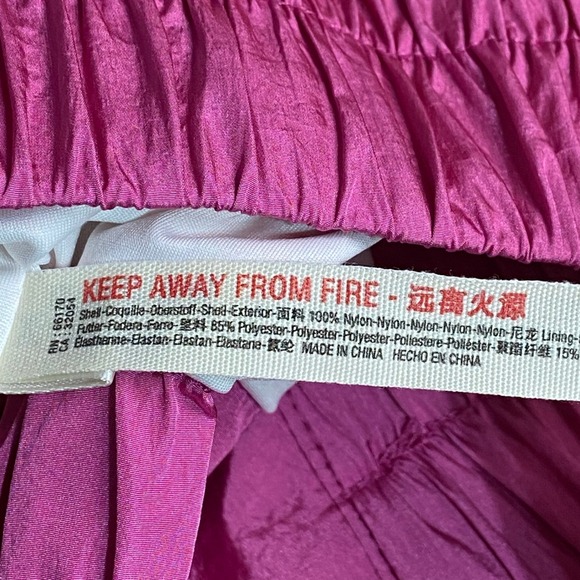 KEEP AWAY FROM FIRE - 远离火源
Shell-Coquille-Oberstoff-Shell-Exterior-面料 100% Nylon-Nylon-Nylon-Nylon-Nylon-尼龙 Lining-
Futter-Fodera-Forro-里料 85% Polyester-Polyester-Polyester-Poliestere-Poliéster-聚酯纤维 15%
Elasthanne-Elastan-Elastan-Elastane-氨纶 MADE IN CHINA HECHO EN CHINA
RN : 66170
CA : 32054